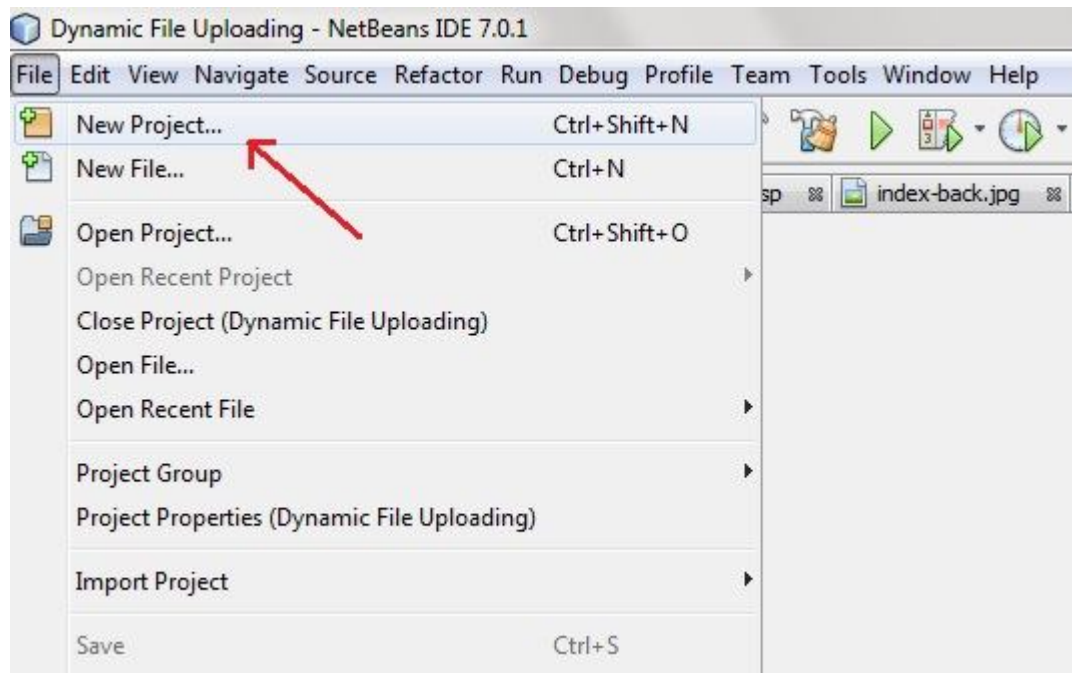 Dynamic File Uploading - NetBeans IDE 7.0.1
File Edit View Navigate Source Refactor Run Debug Profile Team Tools Window Help
New Project... Ctrl+Shift+N
New File... Ctrl+N
sp index-back.jpg
Open Project... Ctrl+Shift+O
Open Recent Project
Close Project (Dynamic File Uploading)
Open File...
Open Recent File
Project Group
Project Properties (Dynamic File Uploading)
Import Project
Save Ctrl+S